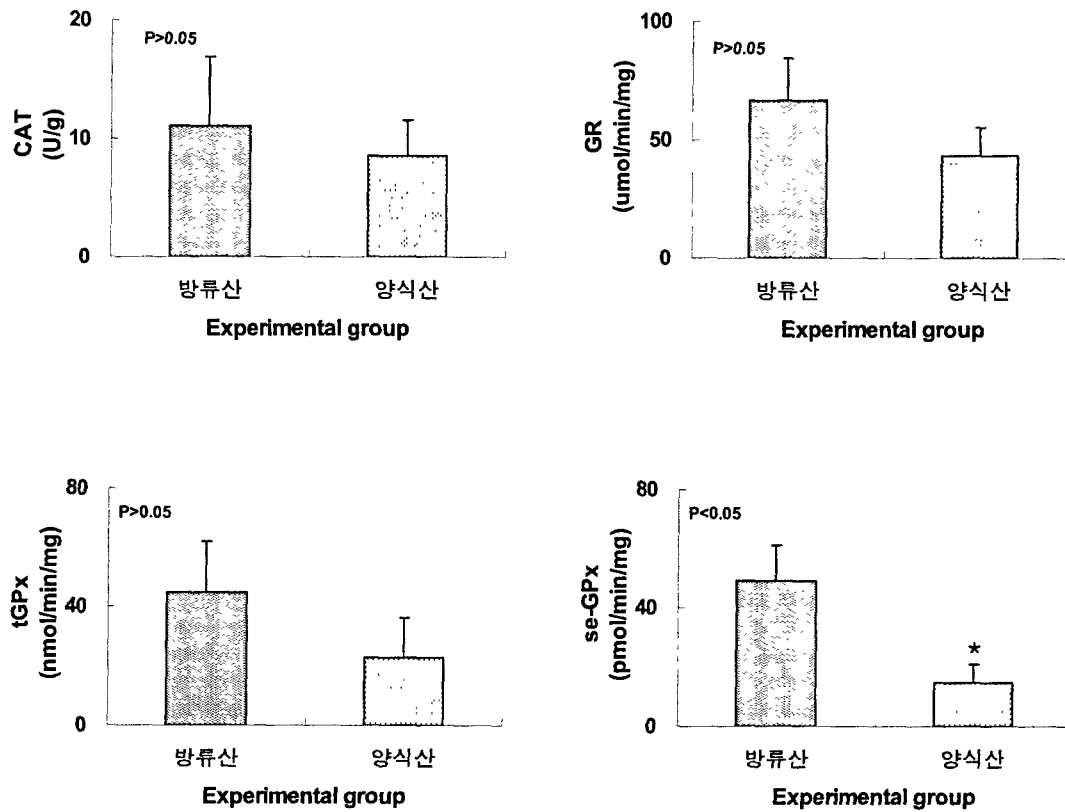 20
P>0.05
CAT
(U/g)
10
0
방류산 양식산
Experimental group
100
P>0.05
GR
(umol/min/mg)
50
0
방류산 양식산
Experimental group
80
P>0.05
tGPx
(nmol/min/mg)
40
0
방류산 양식산
Experimental group
80
P<0.05
se-GPx
(pmol/min/mg)
40
*
0
방류산 양식산
Experimental group